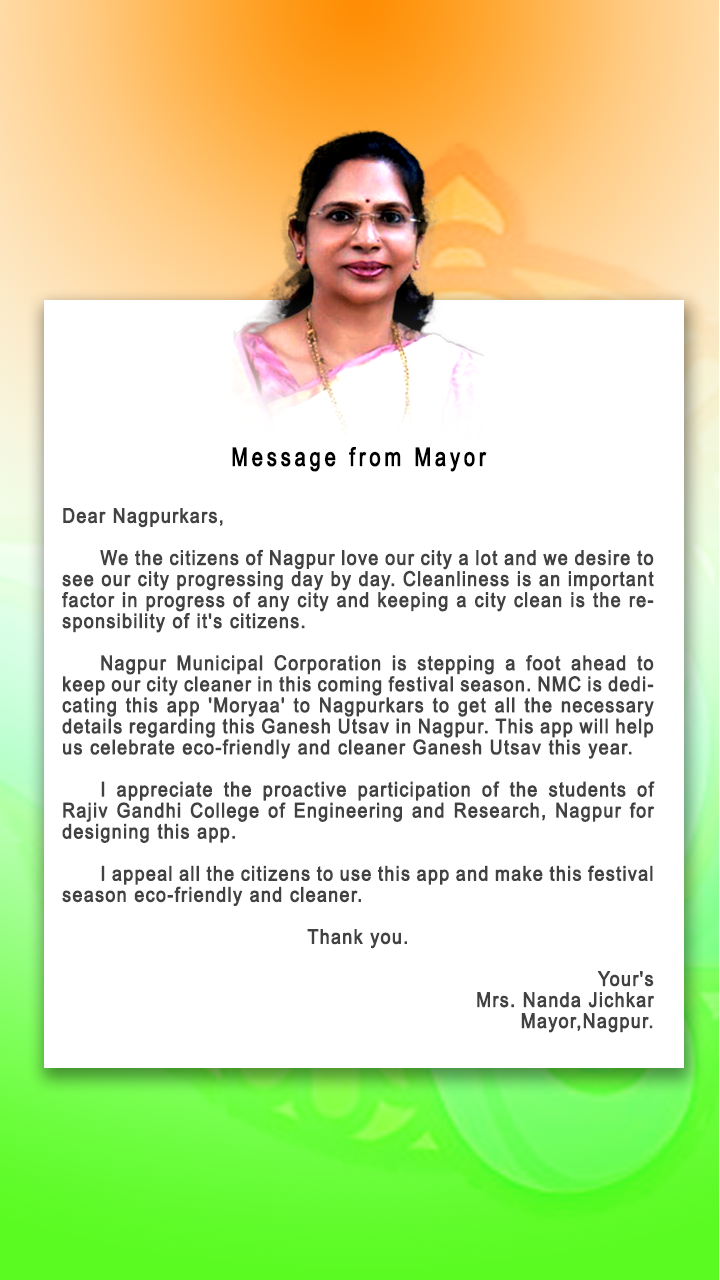 Message from Mayor
Dear Nagpurkars,
We the citizens of Nagpur love our city a lot and we desire to
see our city progressing day by day. Cleanliness is an important
factor in progress of any city and keeping a city clean is the re-
sponsibility of it's citizens.
Nagpur Municipal Corporation is stepping a foot ahead to
keep our city cleaner in this coming festival season. NMC is dedi-
cating this app 'Moryaa' to Nagpurkars to get all the necessary
details regarding this Ganesh Utsav in Nagpur. This app will help
us celebrate eco-friendly and cleaner Ganesh Utsav this year.
I appreciate the proactive participation of the students of
Rajiv Gandhi College of Engineering and Research, Nagpur for
designing this app.
I appeal all the citizens to use this app and make this festival
season eco-friendly and cleaner.
Thank you.
Your's
Mrs. Nanda Jichkar
Mayor,Nagpur.